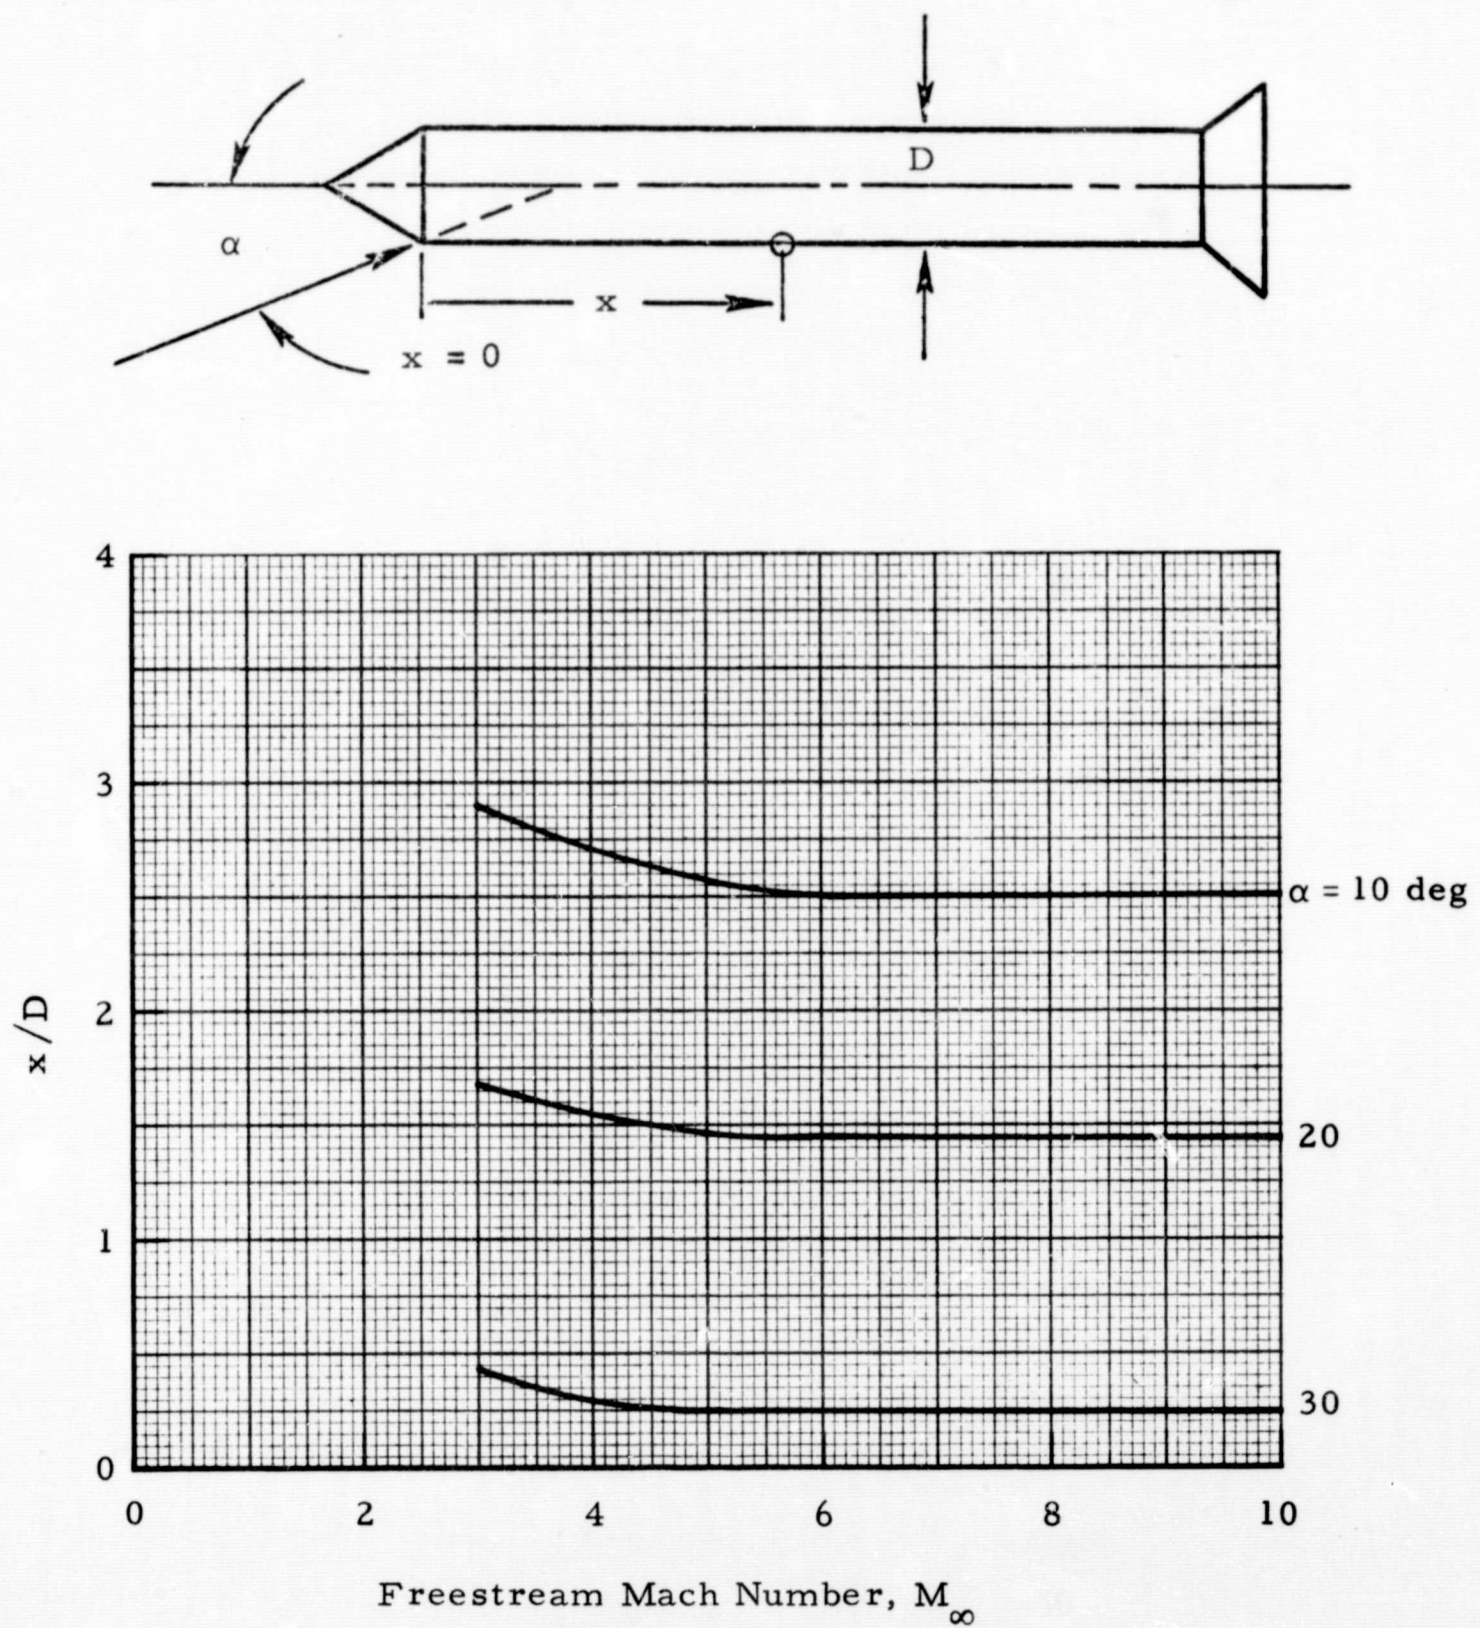 D
α
x
x = 0
4
3
2
1
0
x/D
α = 10 deg
20
30
0 2 4 6 8 10
Freestream Mach Number, M∞